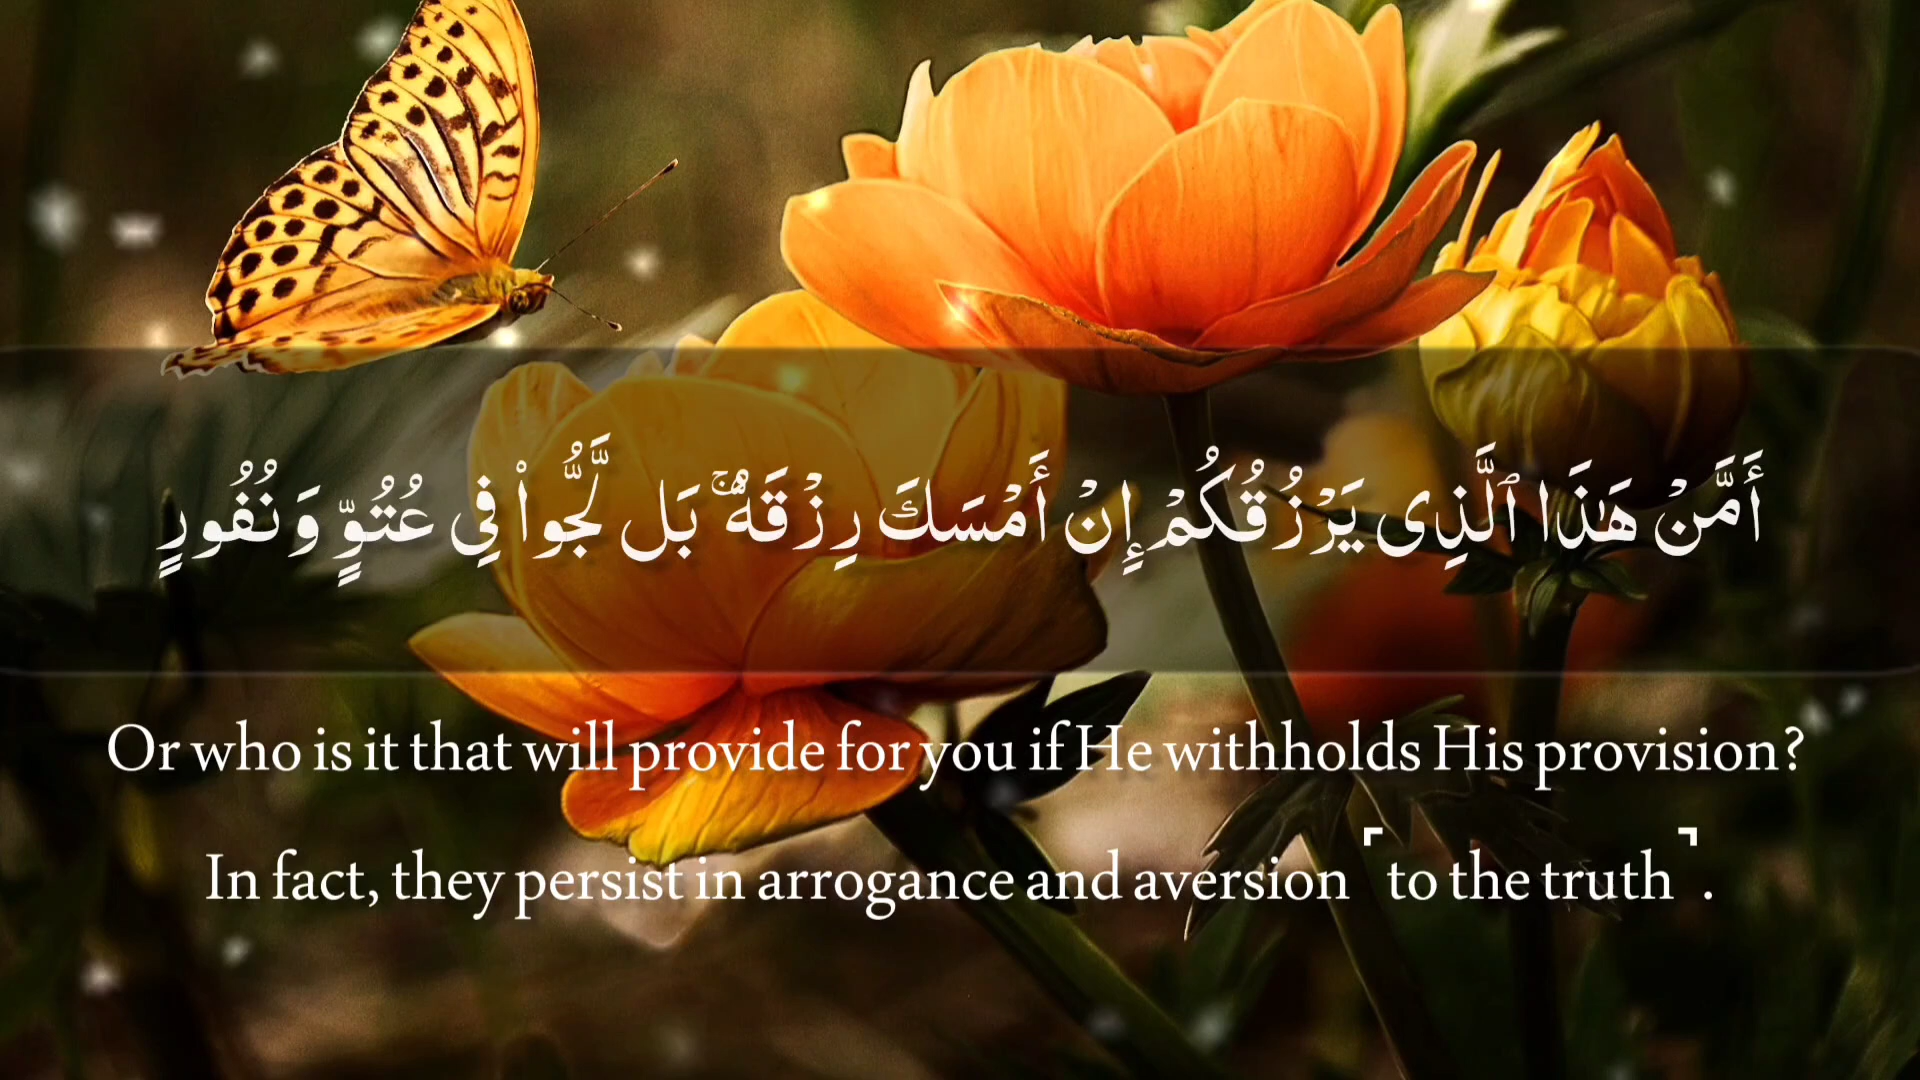 أَمَّنْ هَٰذَا ٱلَّذِى يَرْزُقُكُمْ إِنْ أَمْسَكَ رِزْقَهُۥ ۚ بَل لَّجُّوا۟ فِى عُتُوٍّ وَنُفُورٍ
Or who is it that will provide for you if He withholds His provision?
In fact, they persist in arrogance and aversion ⸢to the truth⸣.